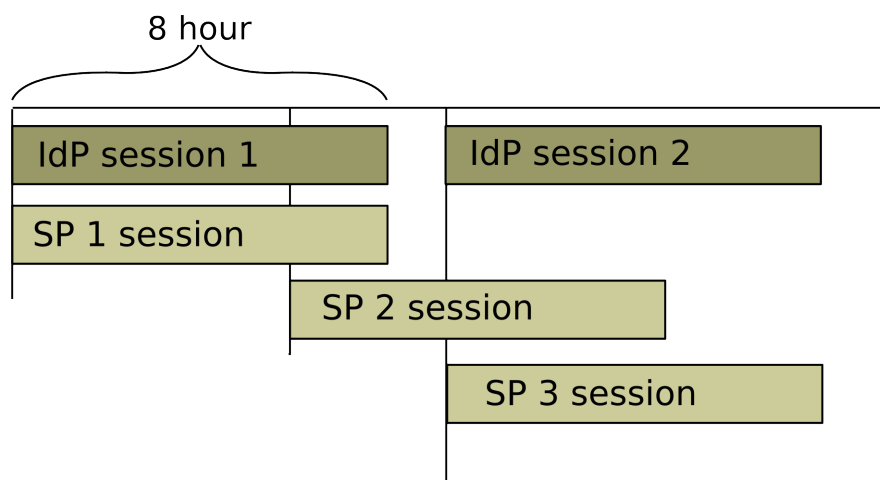 8 hour
IdP session 1
IdP session 2
SP 1 session
SP 2 session
SP 3 session